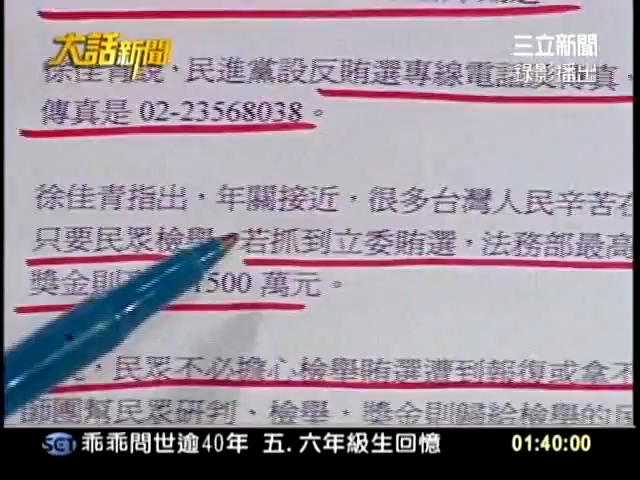 大話新聞
三立新聞
錄影播出
徐佳青說，民進黨設反賄選專線電話及傳真，
傳真是 02-23568038。
徐佳青指出，年關接近，很多台灣人民辛苦在
只要民眾檢舉 若抓到立委賄選，法務部最高
獎金則 1500 萬元。
，民眾不必擔心檢舉賄選遭到報復或拿不
師團幫民眾研判、檢舉，獎金則歸給檢舉的民
SET 乖乖問世逾40年 五.六年級生回憶 01:40:00